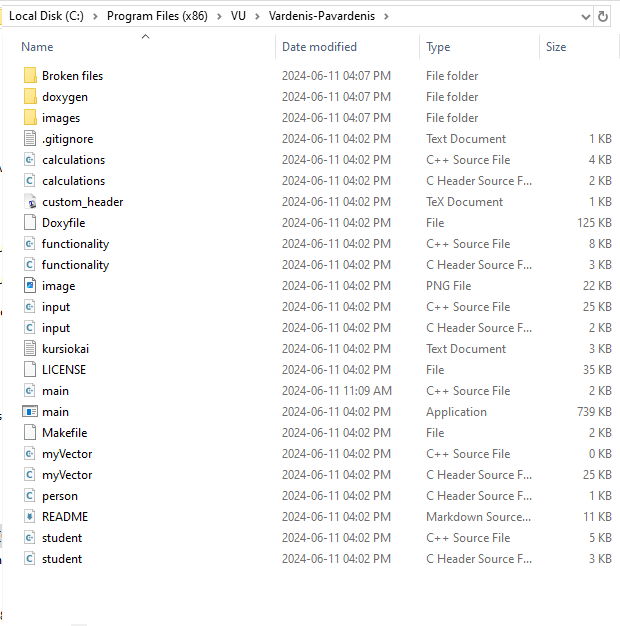 Local Disk (C:) > Program Files (x86) > VU > Vardenis-Pavardenis >
Name Date modified Type Size
Broken files 2024-06-11 04:07 PM File folder
doxygen 2024-06-11 04:07 PM File folder
images 2024-06-11 04:07 PM File folder
.gitignore 2024-06-11 04:02 PM Text Document 1 KB
calculations 2024-06-11 04:02 PM C++ Source File 4 KB
calculations 2024-06-11 04:02 PM C Header Source F... 2 KB
custom_header 2024-06-11 04:02 PM TeX Document 1 KB
Doxyfile 2024-06-11 04:02 PM File 125 KB
functionality 2024-06-11 04:02 PM C++ Source File 8 KB
functionality 2024-06-11 04:02 PM C Header Source F... 3 KB
image 2024-06-11 04:02 PM PNG File 22 KB
input 2024-06-11 04:02 PM C++ Source File 25 KB
input 2024-06-11 04:02 PM C Header Source F... 2 KB
kursiokai 2024-06-11 04:02 PM Text Document 3 KB
LICENSE 2024-06-11 04:02 PM File 35 KB
main 2024-06-11 11:09 AM C++ Source File 2 KB
main 2024-06-11 04:02 PM Application 739 KB
Makefile 2024-06-11 04:02 PM File 2 KB
myVector 2024-06-11 04:02 PM C++ Source File 0 KB
myVector 2024-06-11 04:02 PM C Header Source F... 25 KB
person 2024-06-11 04:02 PM C Header Source F... 1 KB
README 2024-06-11 04:02 PM Markdown Source... 11 KB
student 2024-06-11 04:02 PM C++ Source File 5 KB
student 2024-06-11 04:02 PM C Header Source F... 3 KB